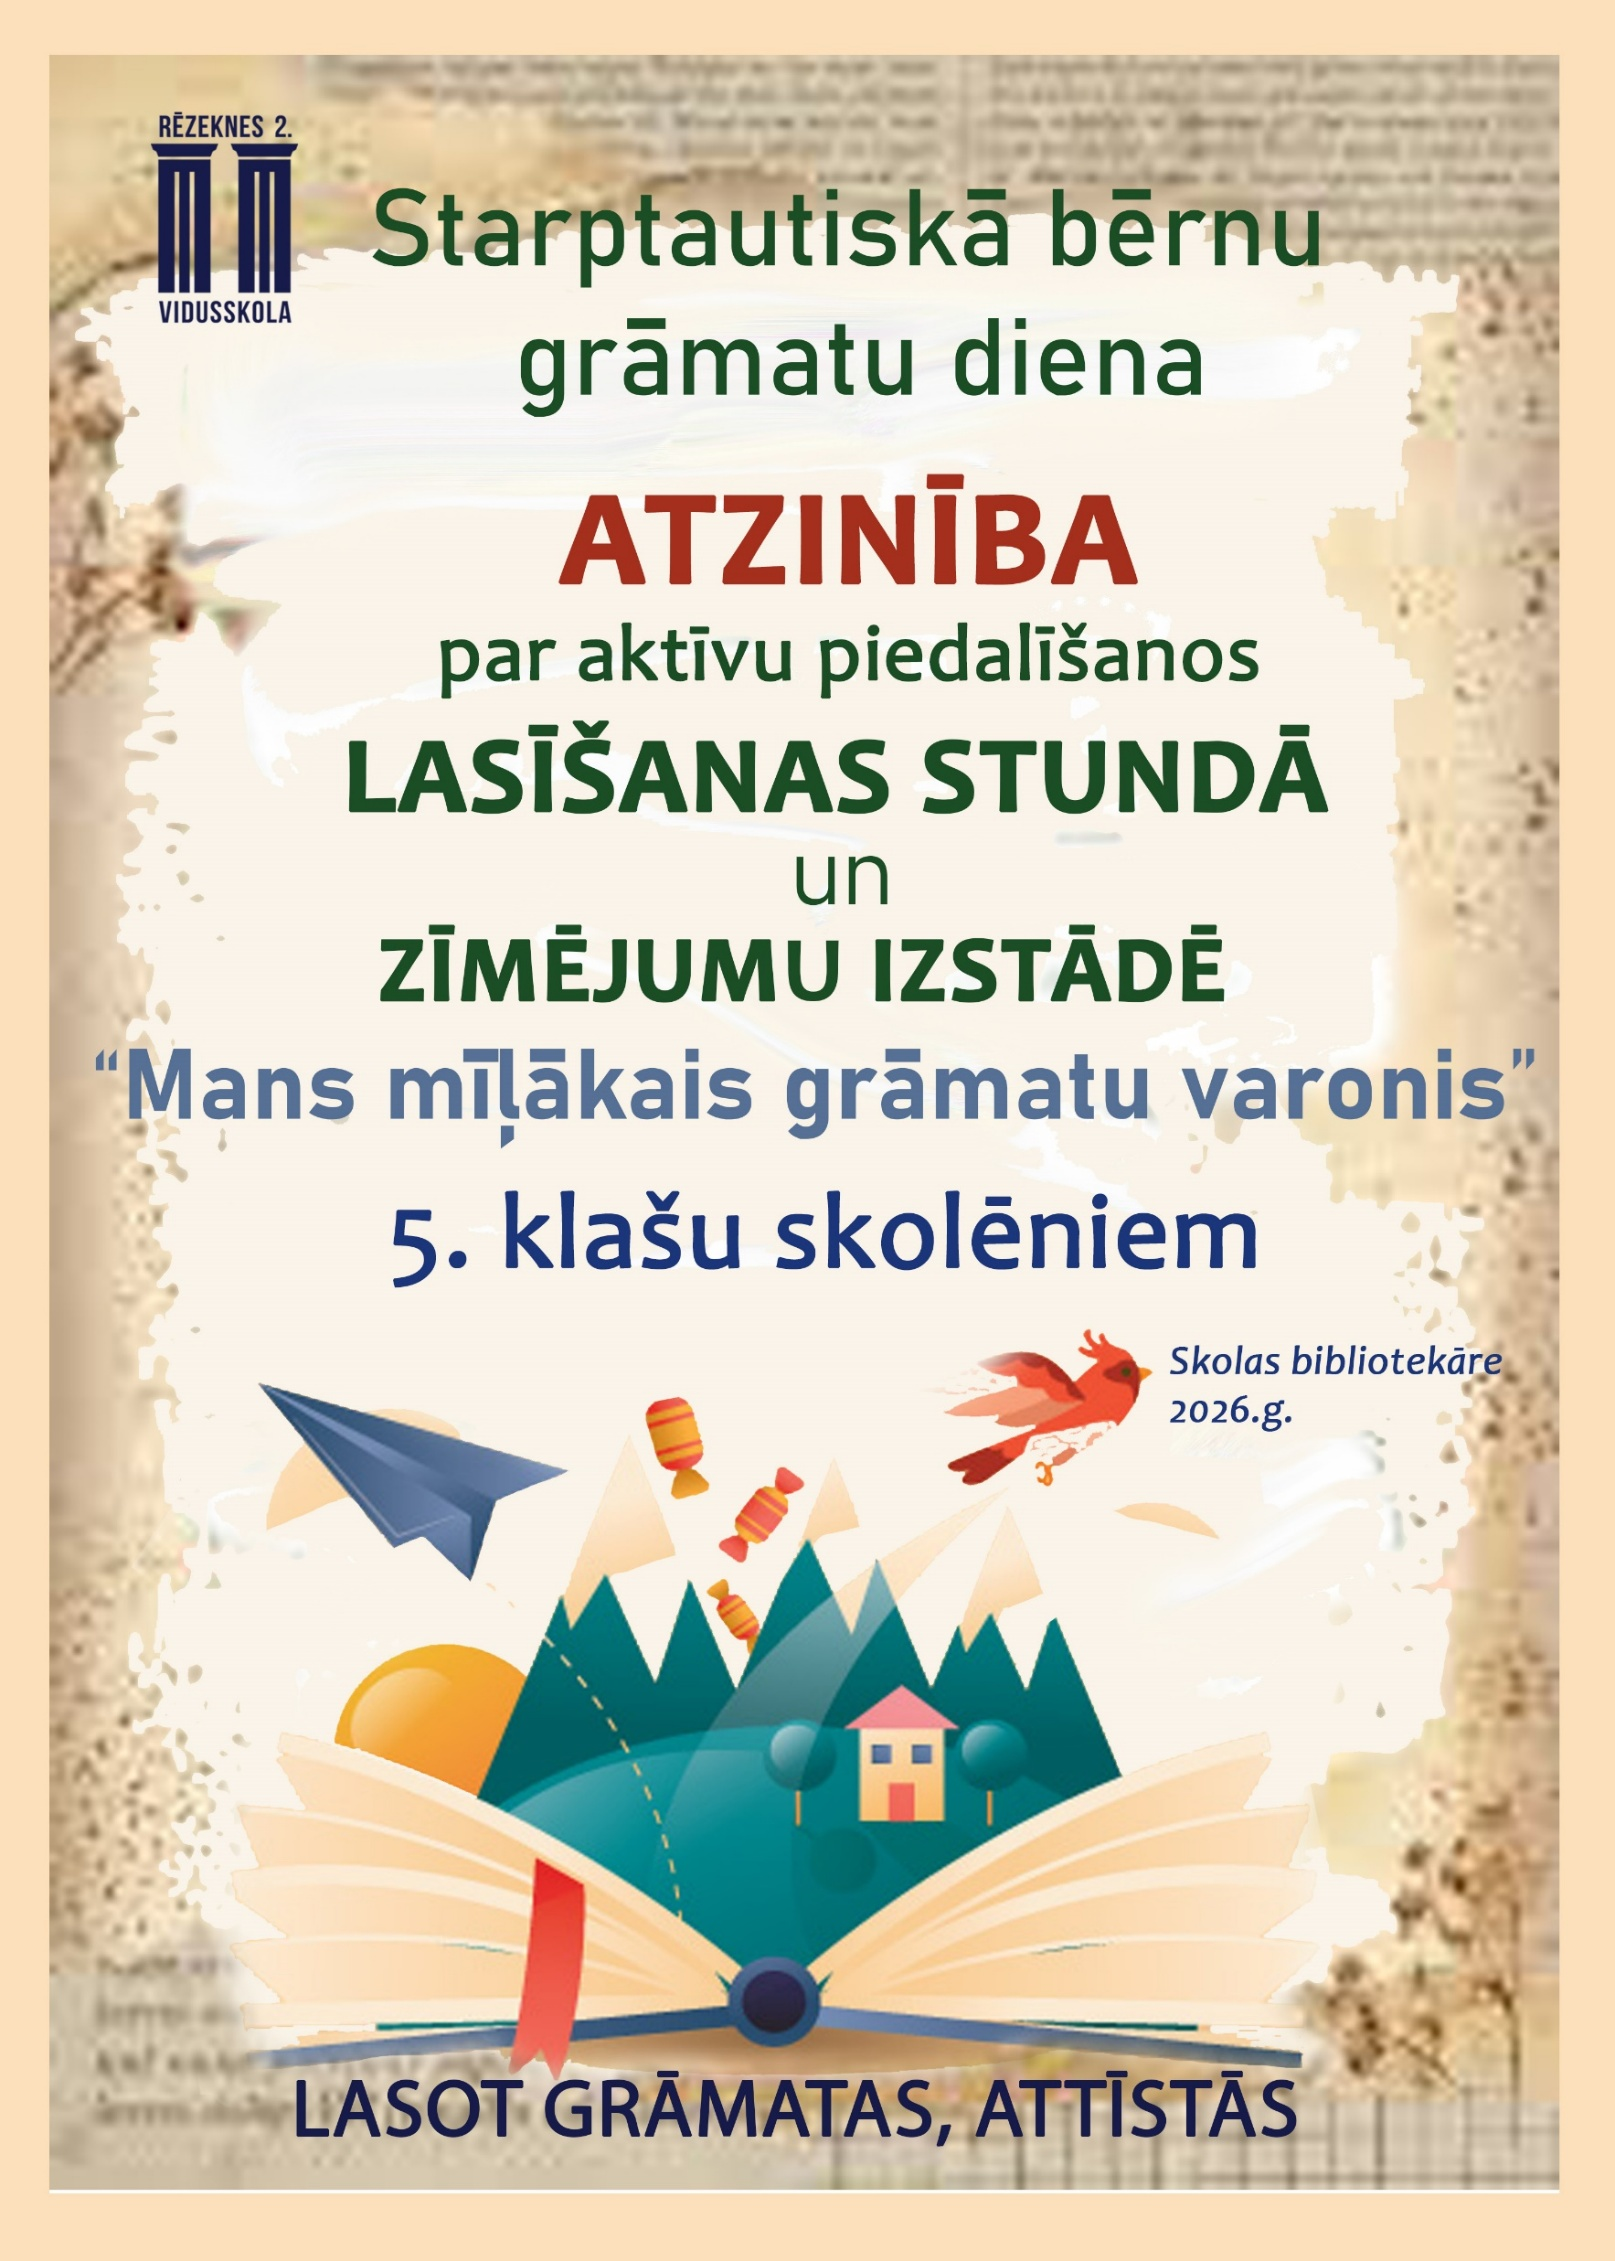 RĒZEKNES 2.
VIDUSSKOLA
Starptautiskā bērnu
grāmatu diena
ATZINĪBA
par aktīvu piedalīšanos
LASĪŠANAS STUNDĀ
un
ZĪMĒJUMU IZSTĀDĒ
“Mans mīļākais grāmatu varonis”
5. klašu skolēniem
Skolas bibliotekāre
2026.g.
LASOT GRĀMATAS, ATTĪSTĀS